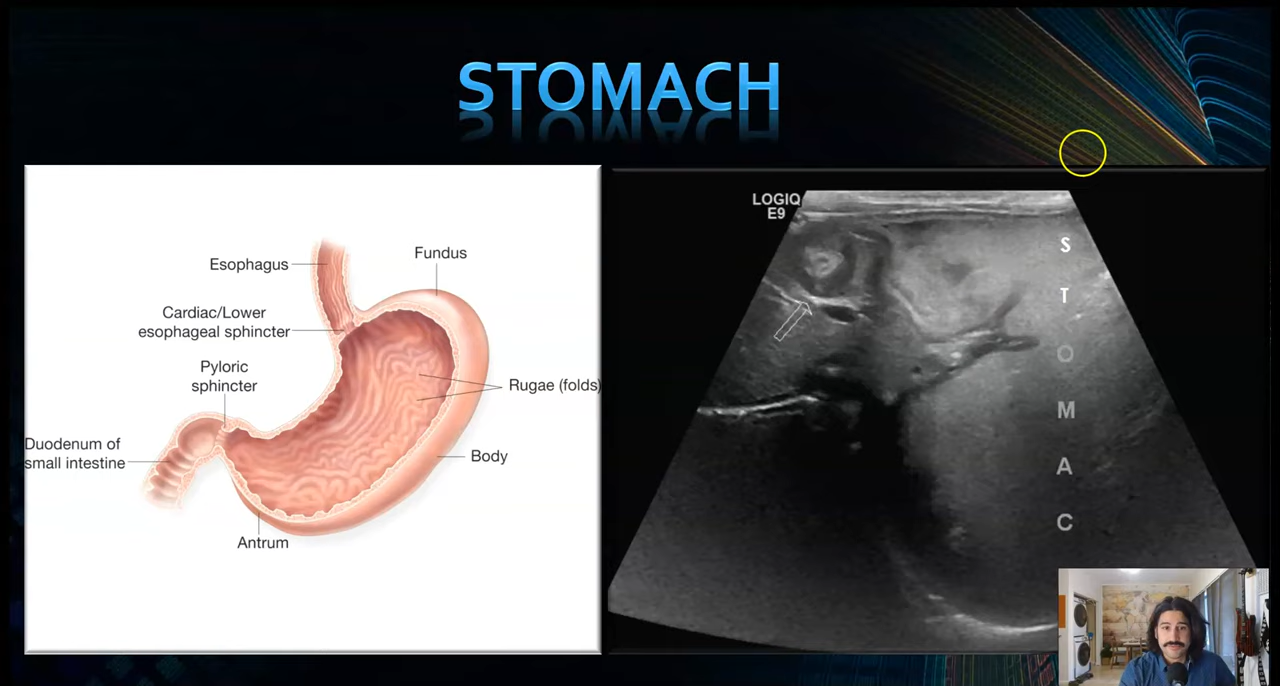 STOMACH
Esophagus
Fundus
Cardiac/Lower
esophageal sphincter
Pyloric
sphincter
Rugae (folds)
Duodenum of
small intestine
Body
Antrum
LOGIQ
E9
S
T
O
M
A
C